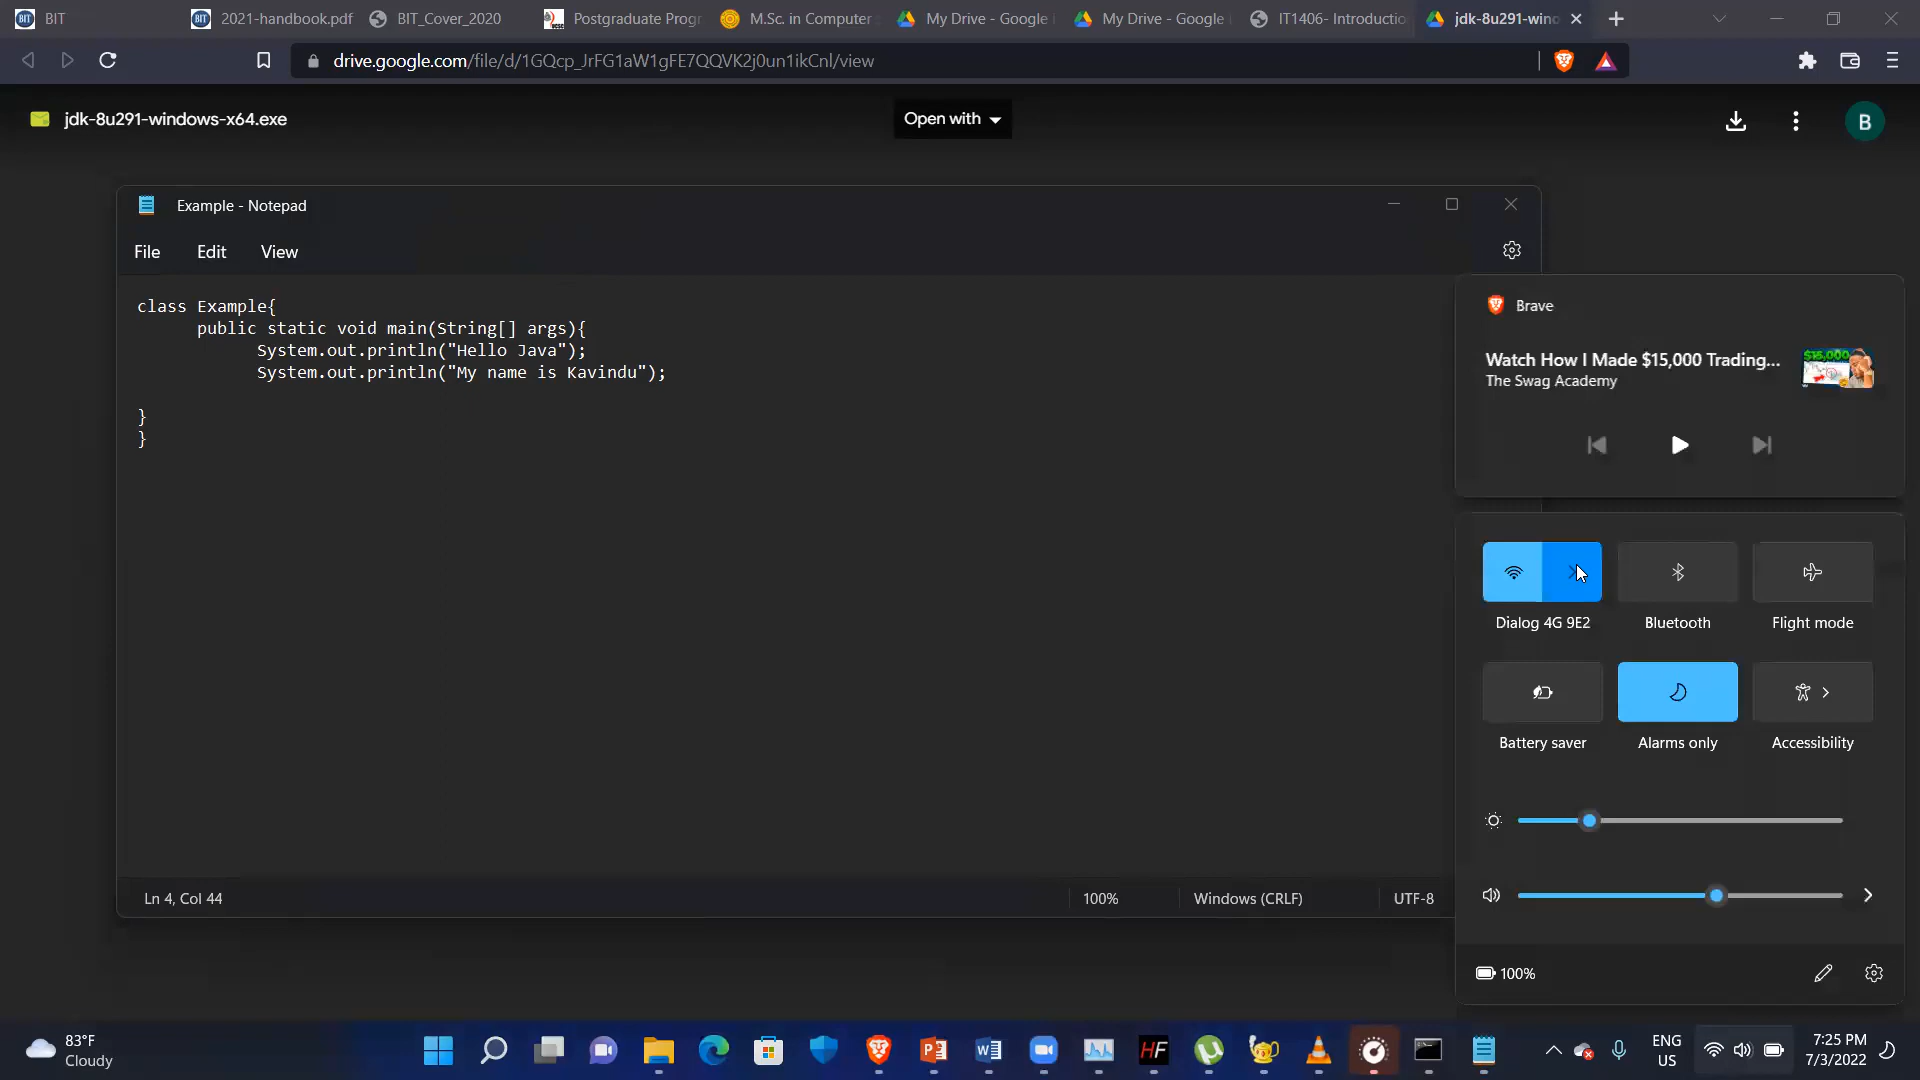 BIT
2021-handbook.pdf
BIT_Cover_2020
Postgraduate Prog
M.Sc. in Computer
My Drive - Google
My Drive - Google
IT1406- Introductio
jdk-8u291-wind
drive.google.com/file/d/1GQcp_JrFG1aW1gFE7QQVK2j0un1ikCnl/view
jdk-8u291-windows-x64.exe
Open with
B
Example - Notepad
File Edit View
class Example{
public static void main(String[] args){
System.out.println("Hello Java");
System.out.println("My name is Kavindu");
}
}
Brave
Watch How I Made $15,000 Trading...
The Swag Academy
$15,000
Dialog 4G 9E2
Bluetooth
Flight mode
Battery saver
Alarms only
Accessibility
Ln 4, Col 44
100%
Windows (CRLF)
UTF-8
100%
83°F
Cloudy
HF
ENG
US
7:25 PM
7/3/2022